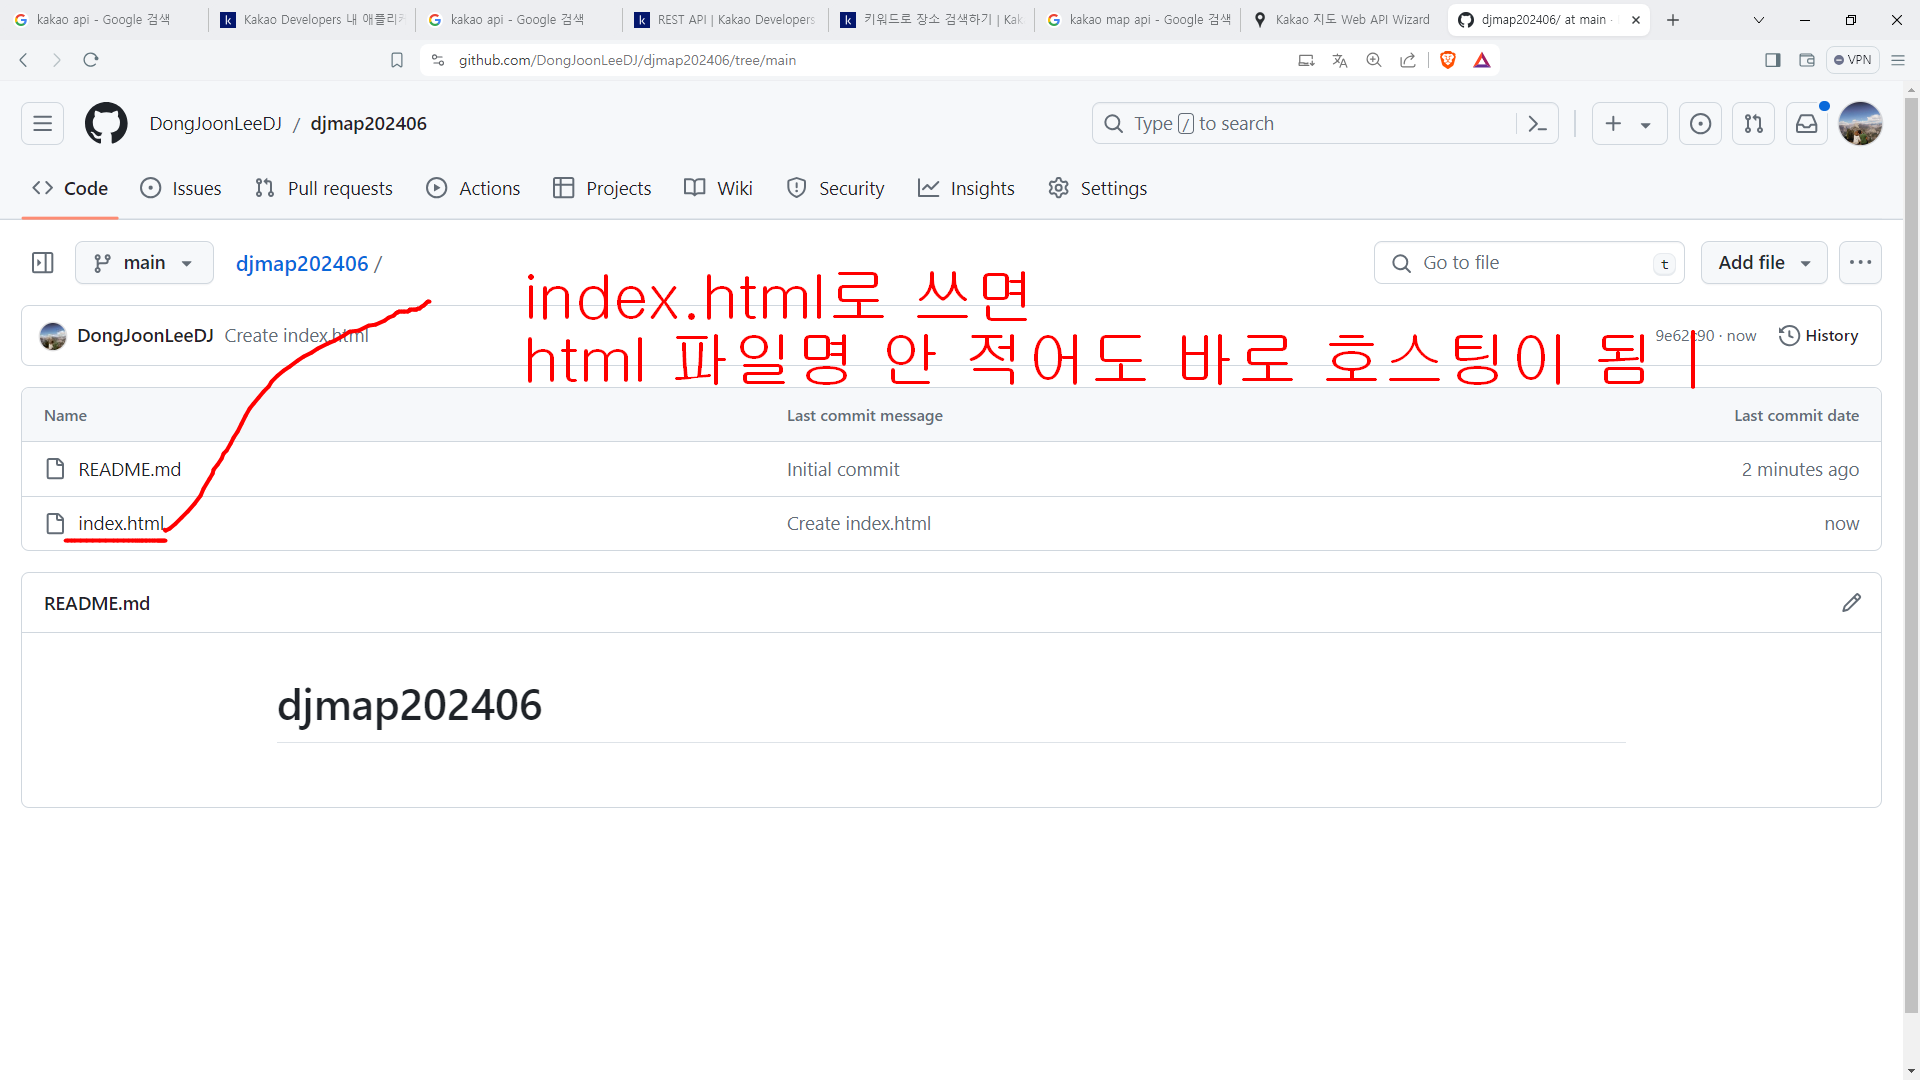 kakao api - Google 검색
Kakao Developers 내 애플리케
kakao api - Google 검색
REST API | Kakao Developers
키워드로 장소 검색하기 | Kak
kakao map api - Google 검색
Kakao 지도 Web API Wizard
djmap202406/ at main ·
github.com/DongJoonLeeDJ/djmap202406/tree/main
VPN
DongJoonLeeDJ / djmap202406
Type / to search
Code
Issues
Pull requests
Actions
Projects
Wiki
Security
Insights
Settings
main
djmap202406 /
Go to file
t
Add file
index.html로 쓰면
html 파일명 안 적어도 바로 호스팅이 됨
DongJoonLeeDJ Create index.html
· now
History
Name Last commit message Last commit date
README.md Initial commit 2 minutes ago
index.html Create index.html now
README.md
djmap202406